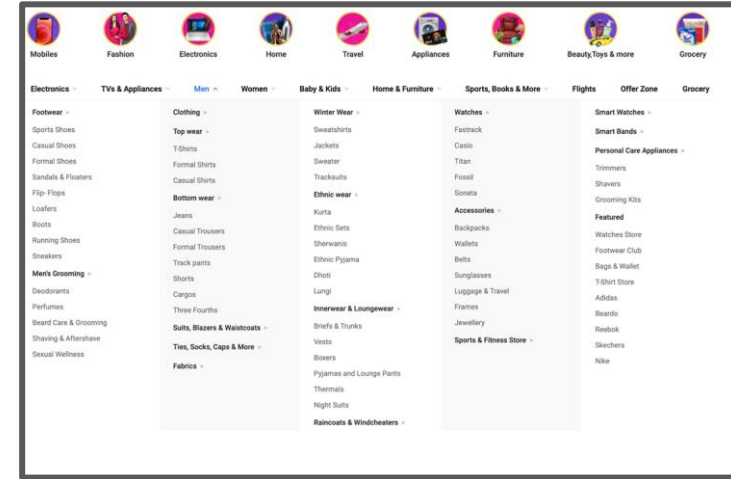 Mobiles
Fashion
Electronics
Home
Travel
Appliances
Furniture
Beauty,Toys & more
Grocery
Electronics
TVs & Appliances
Men
Women
Baby & Kids
Home & Furniture
Sports, Books & More
Flights
Offer Zone
Grocery
Footwear >
Sports Shoes
Casual Shoes
Formal Shoes
Sandals & Floaters
Flip- Flops
Loafers
Boots
Running Shoes
Sneakers
Men's Grooming >
Deodorants
Perfumes
Beard Care & Grooming
Shaving & Aftershave
Sexual Wellness
Clothing >
Top wear >
T-Shirts
Formal Shirts
Casual Shirts
Bottom wear >
Jeans
Casual Trousers
Formal Trousers
Track pants
Shorts
Cargos
Three Fourths
Suits, Blazers & Waistcoats >
Ties, Socks, Caps & More >
Fabrics >
Winter Wear >
Sweatshirts
Jackets
Sweater
Tracksuits
Ethnic wear >
Kurta
Ethnic Sets
Sherwanis
Ethnic Pyjama
Dhoti
Lungi
Innerwear & Loungewear >
Briefs & Trunks
Vests
Boxers
Pyjamas and Lounge Pants
Thermals
Night Suits
Raincoats & Windcheaters >
Watches >
Fastrack
Casio
Titan
Fossil
Sonata
Accessories >
Backpacks
Wallets
Belts
Sunglasses
Luggage & Travel
Frames
Jewellery
Sports & Fitness Store >
Smart Watches >
Smart Bands >
Personal Care Appliances >
Trimmers
Shavers
Grooming Kits
Featured
Watches Store
Footwear Club
Bags & Wallet
T-Shirt Store
Adidas
Beardo
Reebok
Skechers
Nike